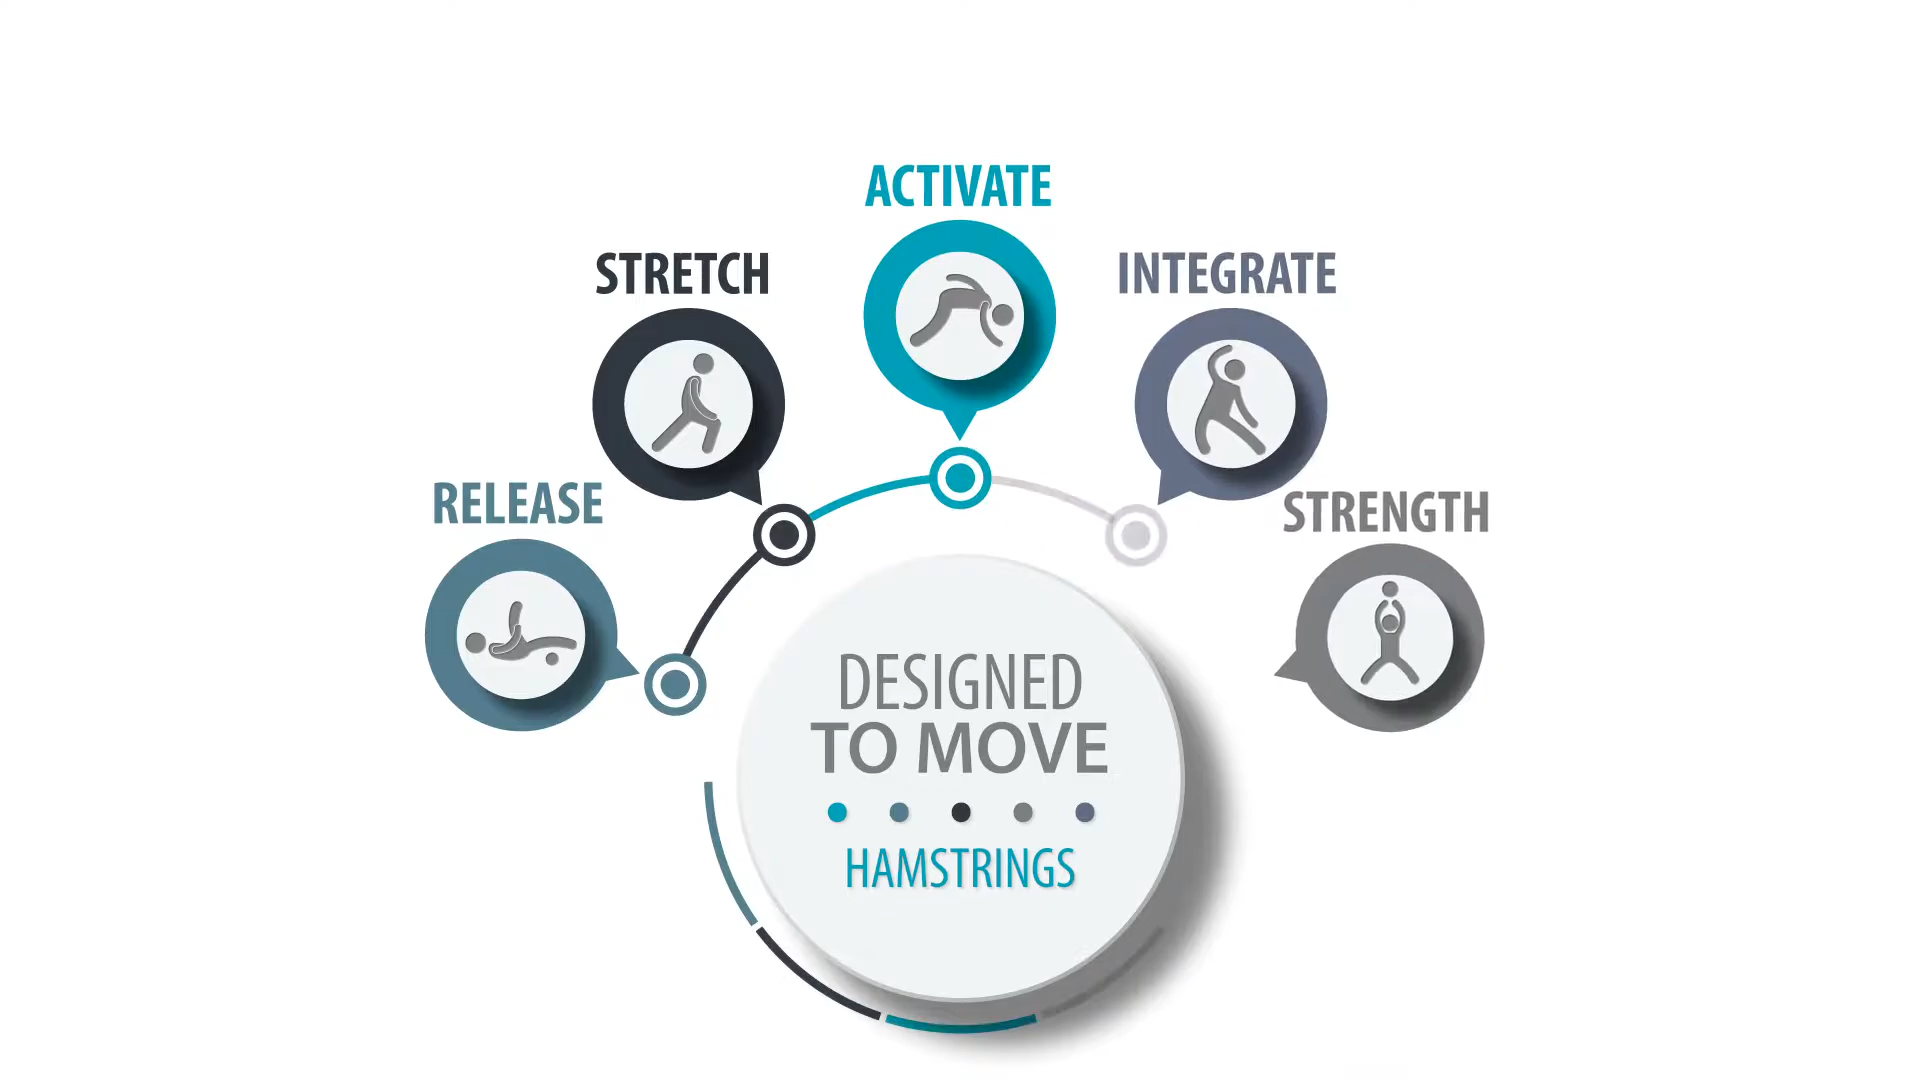 ACTIVATE
STRETCH
INTEGRATE
RELEASE
STRENGTH
DESIGNED
TO MOVE
HAMSTRINGS